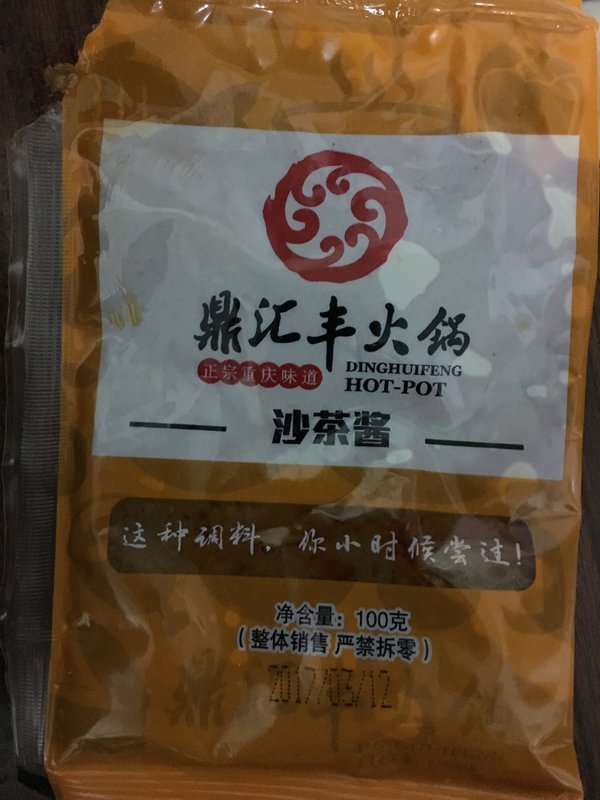 鼎汇丰火锅
正宗重庆味道
DINGHUIFENG
HOT-POT
沙茶酱
这种调料，你小时候尝过！
净含量：100克
（整体销售 严禁拆零）
2017/03/12